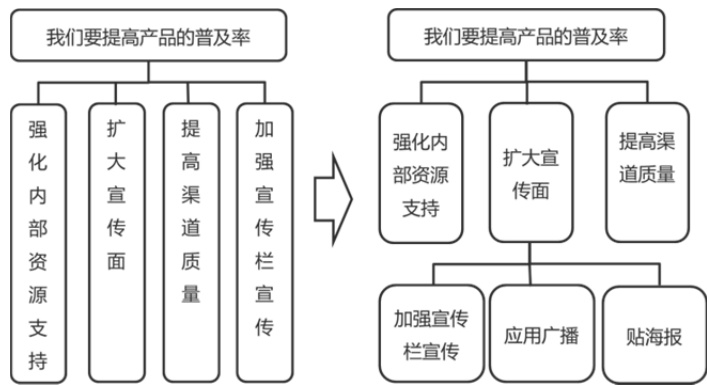 我们要提高产品的普及率
强化内部资源支持
扩大宣传面
提高渠道质量
加强宣传栏宣传
我们要提高产品的普及率
强化内
部资源
支持
扩大宣
传面
提高渠
道质量
加强宣传
栏宣传
应用广播
贴海报